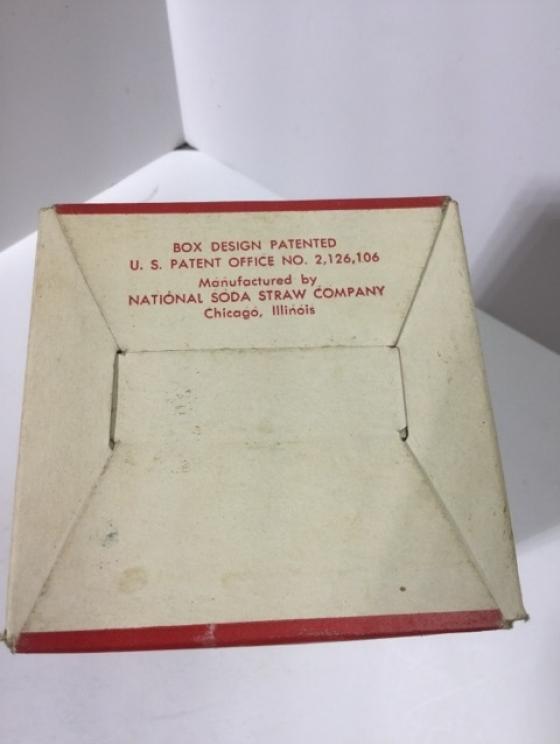 BOX DESIGN PATENTED
U. S. PATENT OFFICE NO. 2,126,106
Manufactured by
NATIONAL SODA STRAW COMPANY
Chicago, Illinois